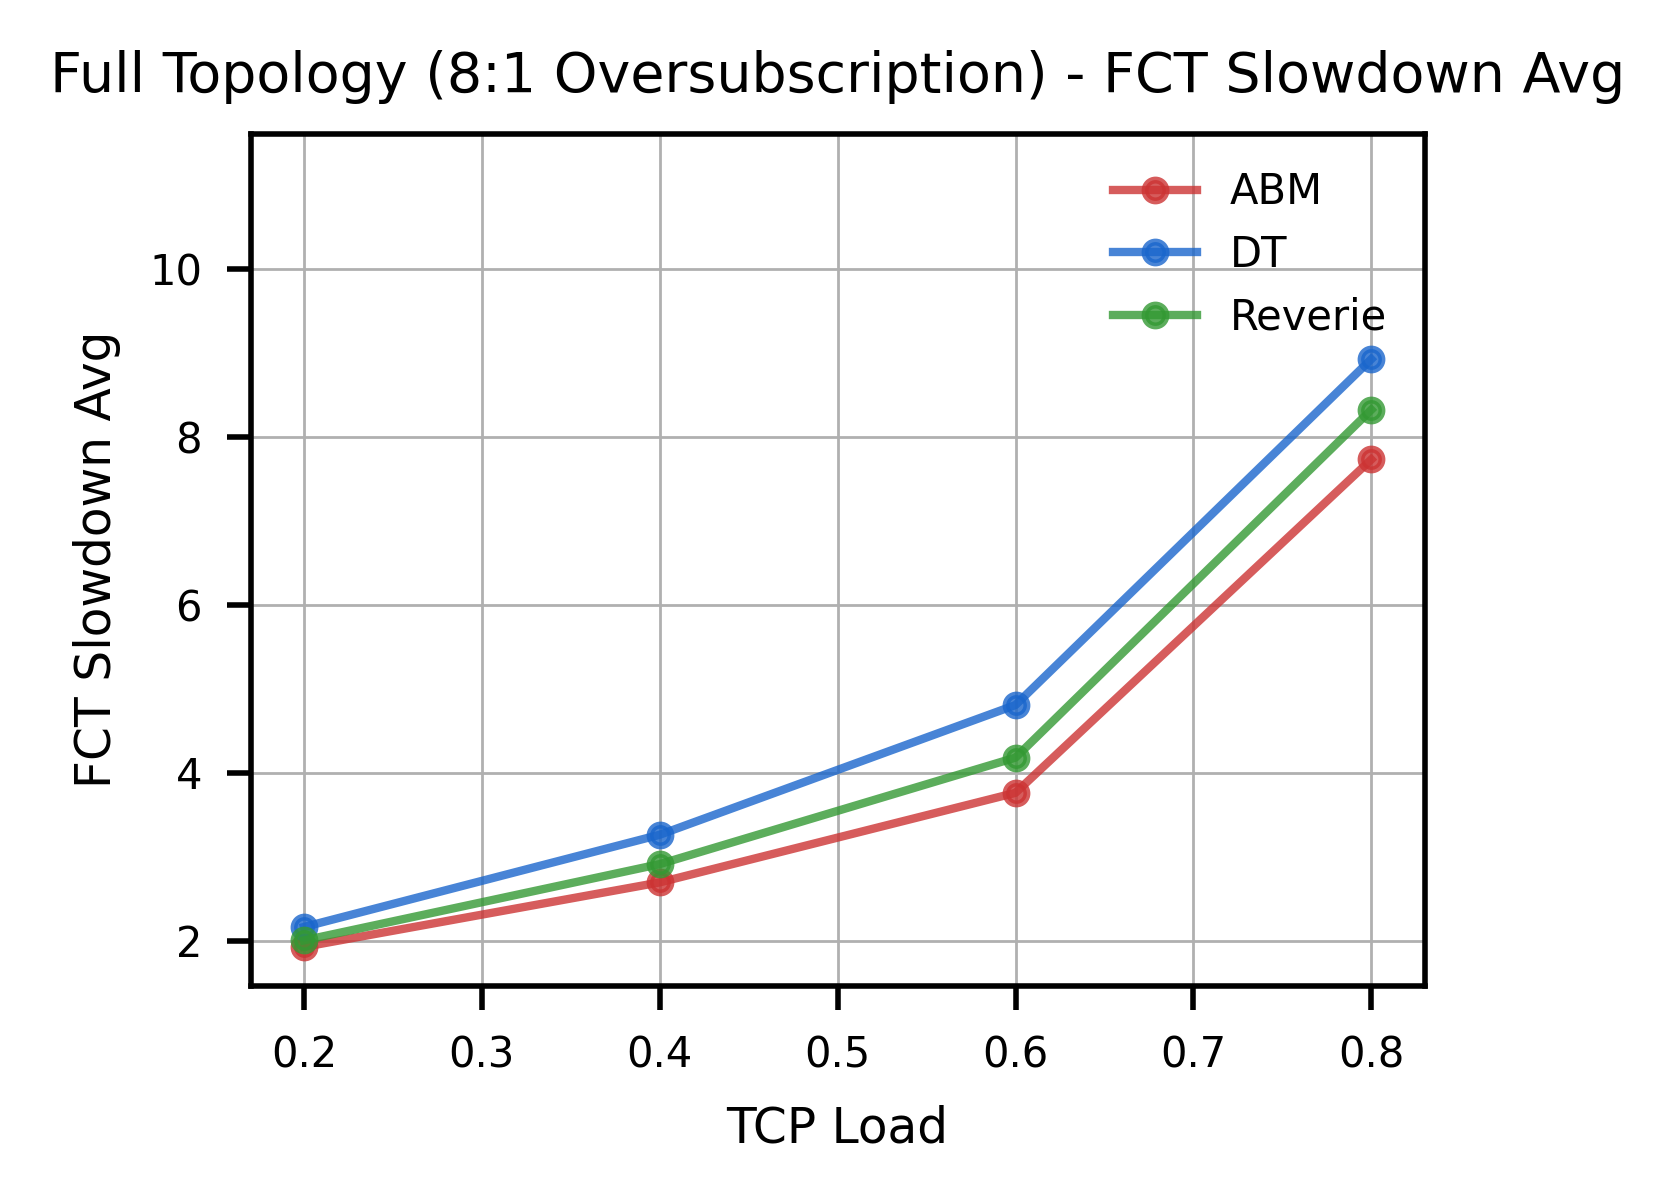 Full Topology (8:1 Oversubscription) - FCT Slowdown Avg
ABM
DT
Reverie
FCT Slowdown Avg
10
8
6
4
2
0.2 0.3 0.4 0.5 0.6 0.7 0.8
TCP Load